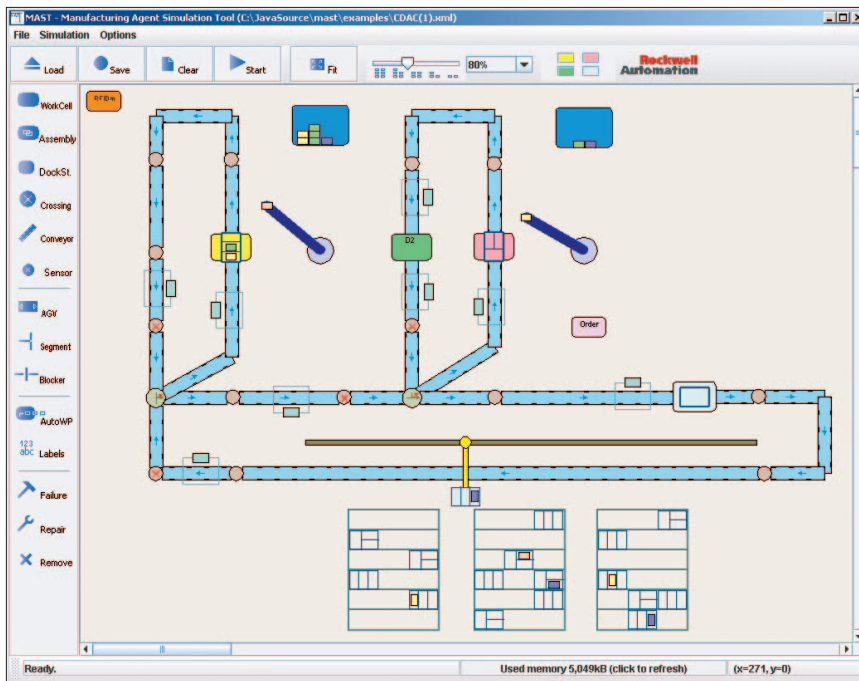 MAST - Manufacturing Agent Simulation Tool (C:\JavaSource\mast\examples\CDAC(1).xml)
File Simulation Options
Load
Save
Clear
Start
Fit
80%
Rockwell
Automation
WorkCell
Assembly
DockSt.
Crossing
Conveyor
Sensor
AGV
Segment
Blocker
AutoWP
123
abc
Labels
Failure
Repair
Remove
D2
Order
Ready.
Used memory 5,049kB (click to refresh)
(x=271, y=0)